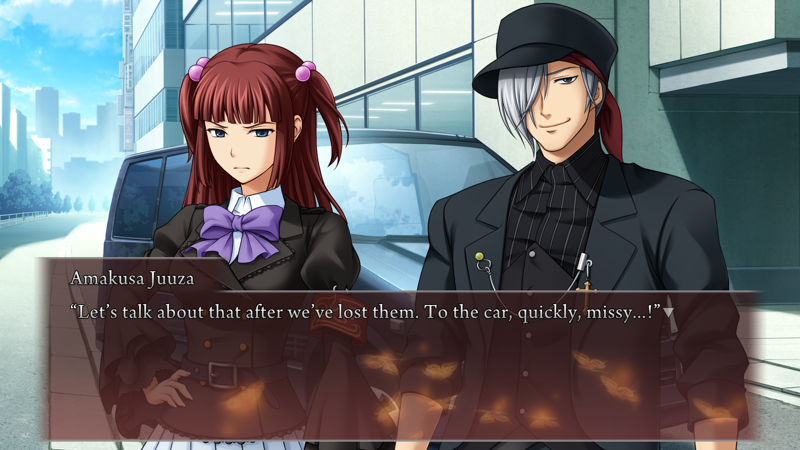 Amakusa Juuza
“Let’s talk about that after we’ve lost them. To the car, quickly, missy...!”